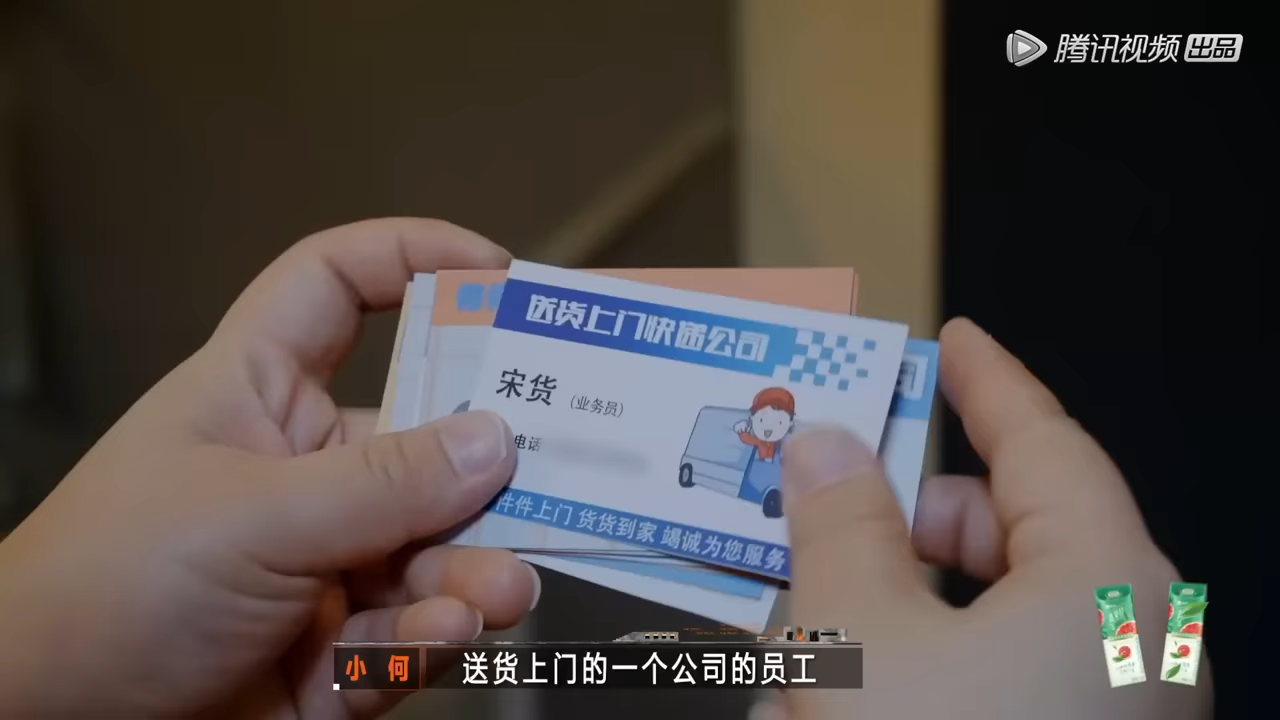 腾讯视频 出品
送货上门快递公司
宋货 (业务员)
电话
件件上门 货货到家 竭诚为您服务
小何 送货上门的一个公司的员工